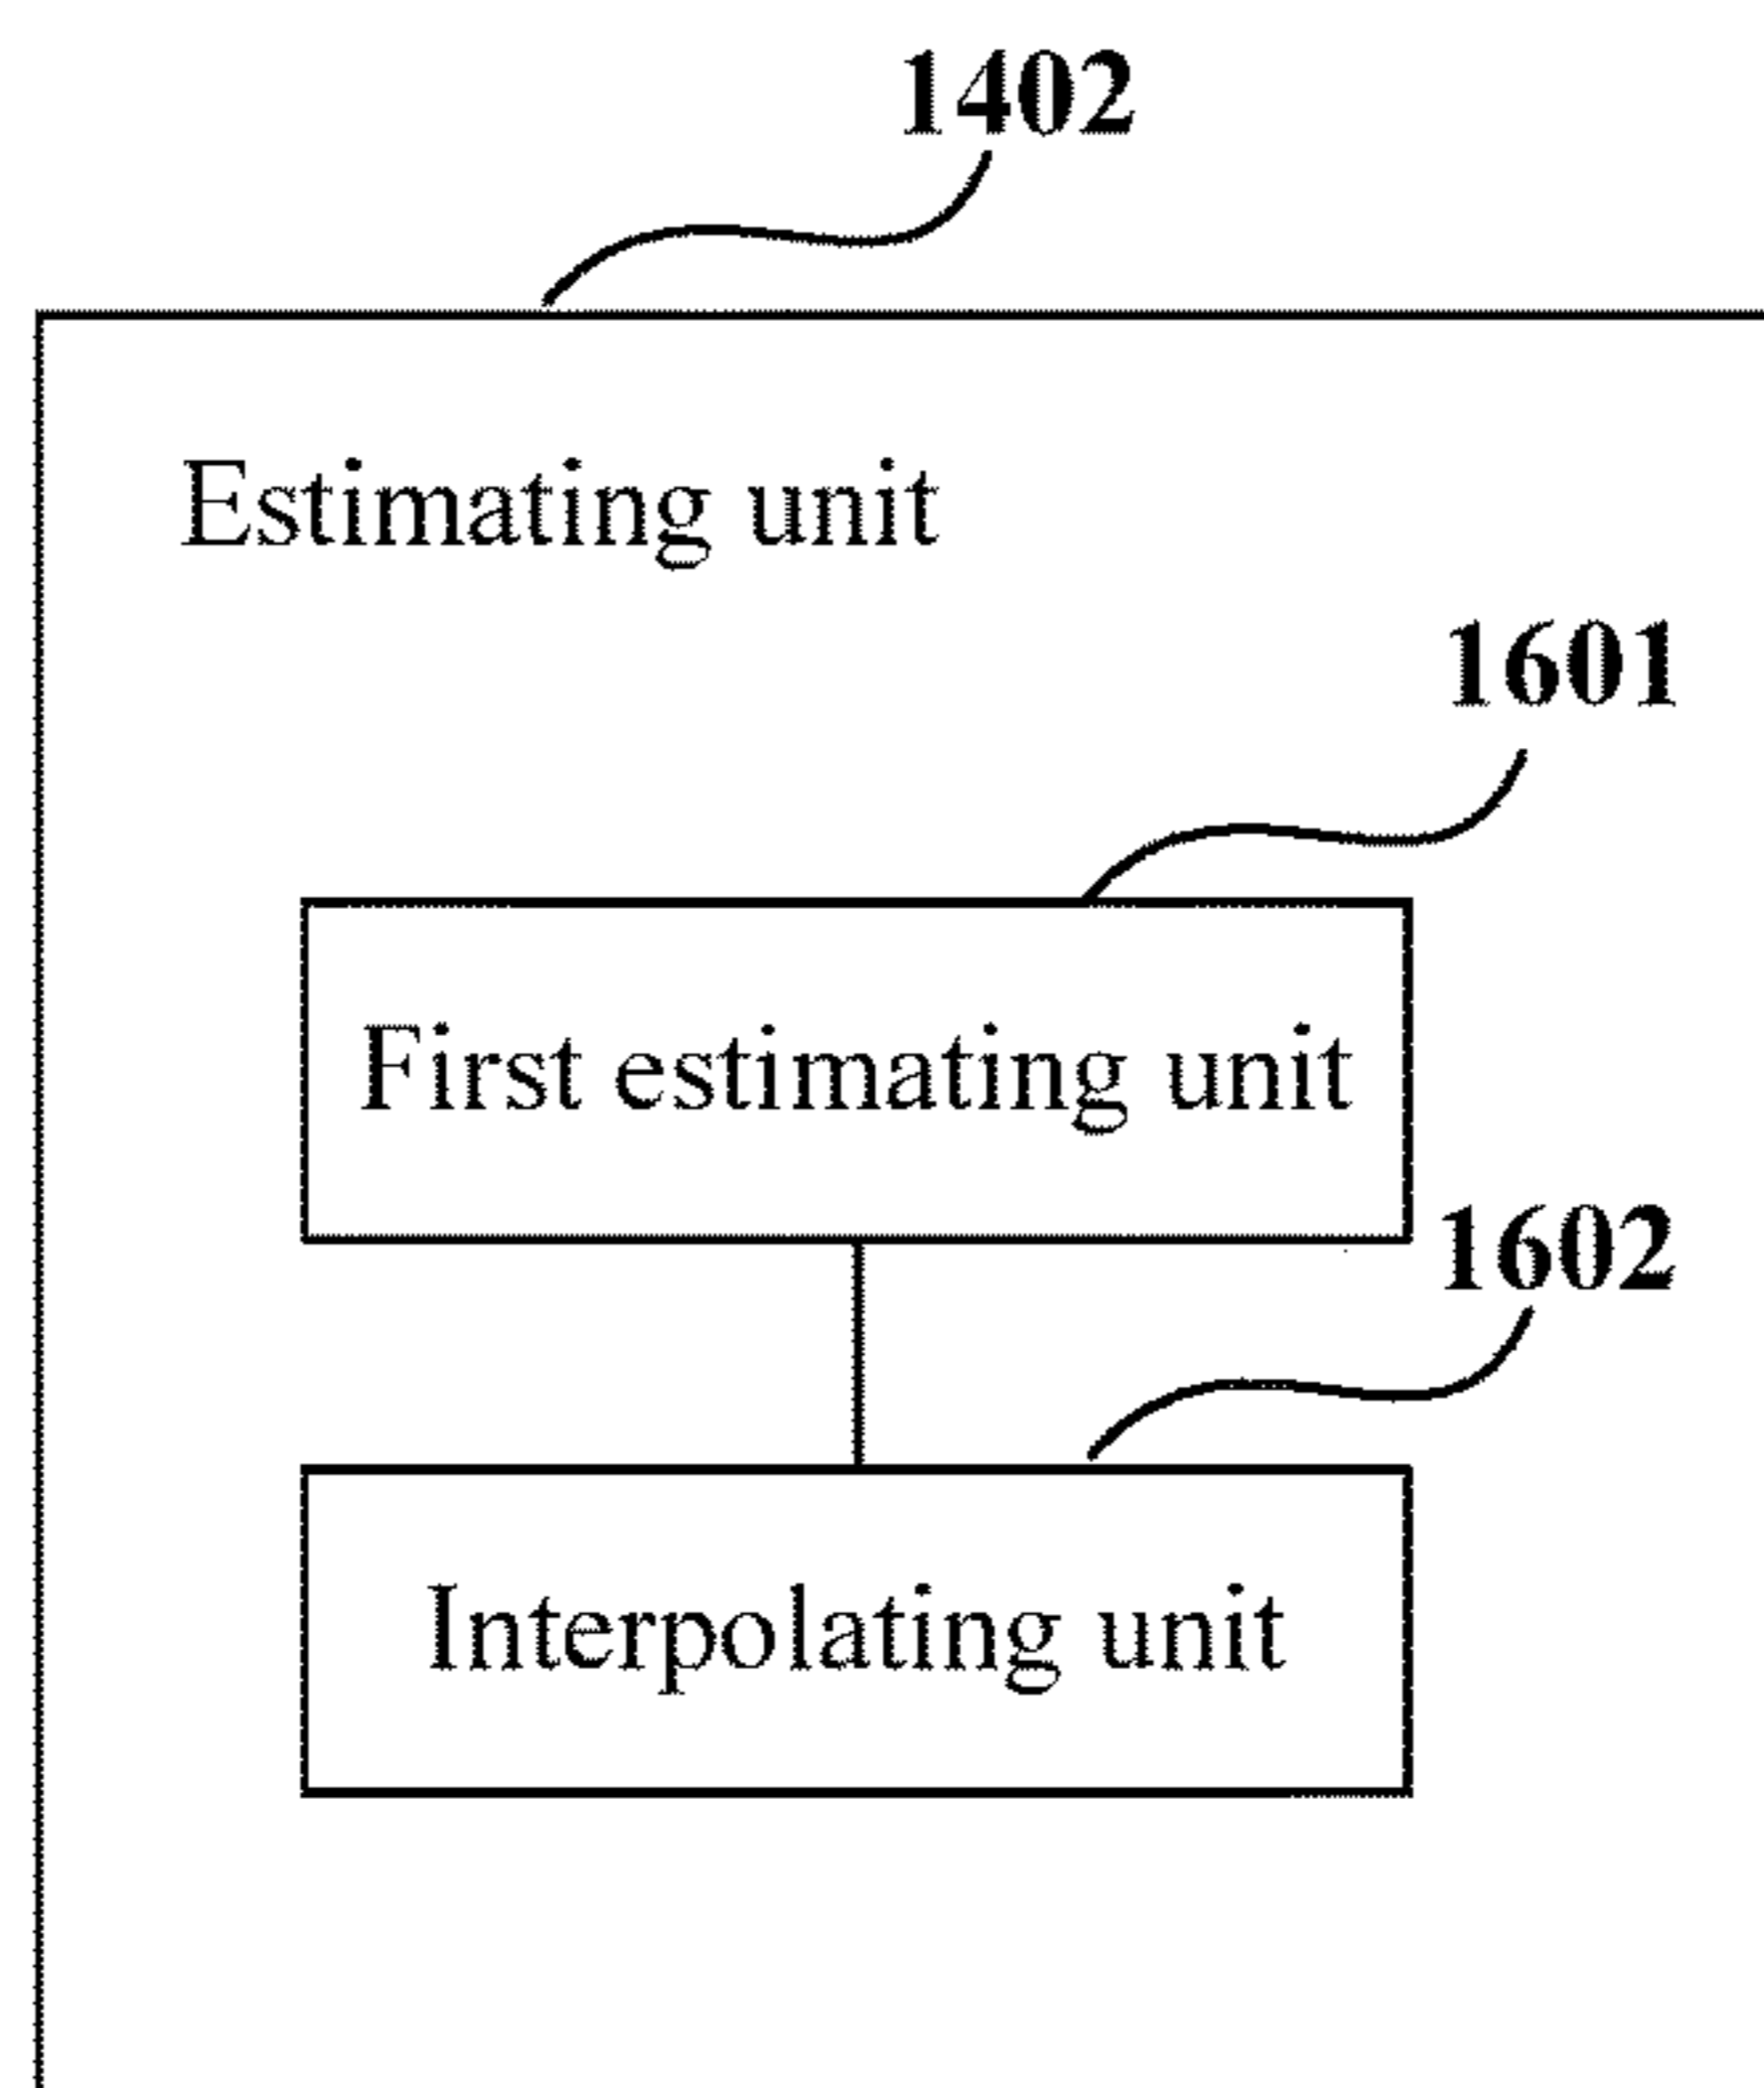 1402
Estimating unit
1601
First estimating unit
1602
Interpolating unit